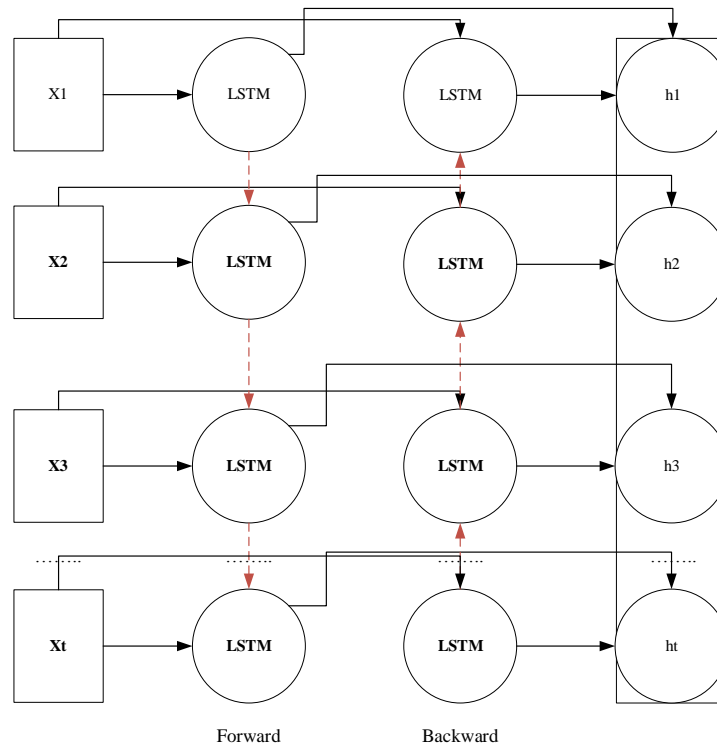 X1 LSTM LSTM h1
X2 LSTM LSTM h2
X3 LSTM LSTM h3
Xt LSTM LSTM ht
Forward Backward